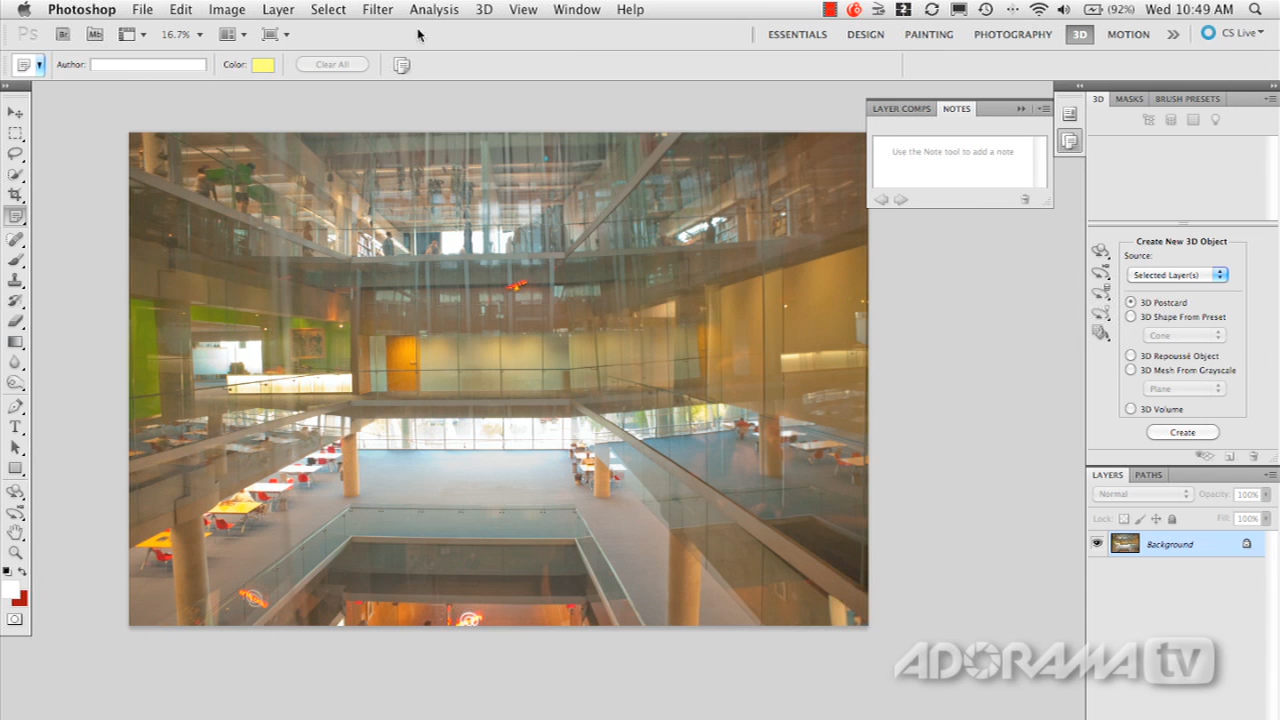 Photoshop File Edit Image Layer Select Filter Analysis 3D View Window Help (92%) Wed 10:49 AM
Ps Br Mb 16.7% ESSENTIALS DESIGN PAINTING PHOTOGRAPHY 3D MOTION CS Live
Author: Color: Clear All
LAYER COMPS NOTES
Use the Note tool to add a note
3D MASKS BRUSH PRESETS
Create New 3D Object
Source:
Selected Layer(s)
3D Postcard
3D Shape From Preset
Cone
3D Repoussé Object
3D Mesh From Grayscale
Plane
3D Volume
Create
LAYERS PATHS
Normal Opacity: 100%
Lock: Fill: 100%
Background
ADORAMA tv